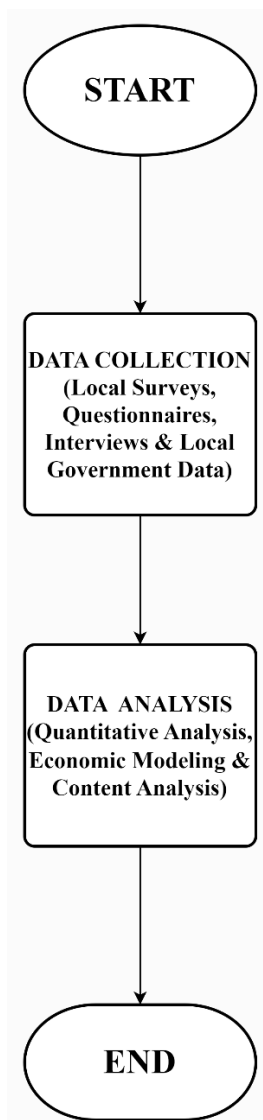 START
DATA COLLECTION
(Local Surveys,
Questionnaires,
Interviews & Local
Government Data)
DATA ANALYSIS
(Quantitative Analysis,
Economic Modeling &
Content Analysis)
END